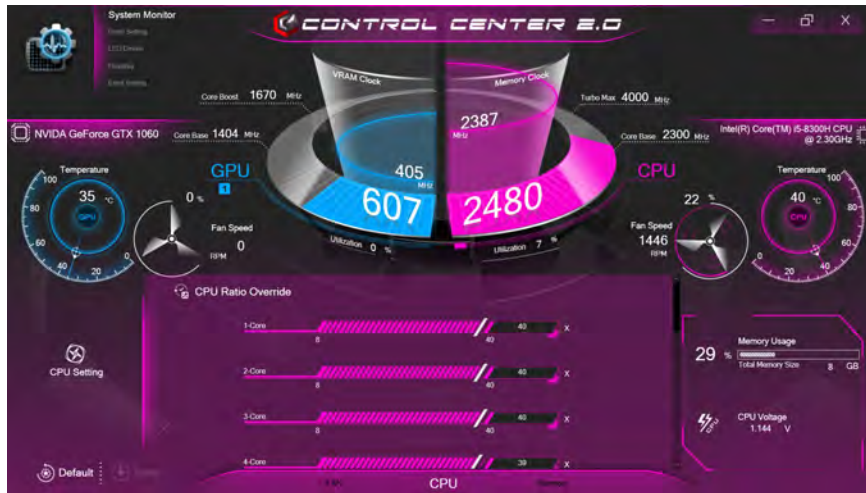 System Monitor
CONTROL CENTER 2.0
VRAM Clock
Memory Clock
Core Boost 1670 MHz
Turbo Max 4000 MHz
2387
MHz
NVIDA GeForce GTX 1060
Core Base 1404 MHz
Core Base 2300 MHz
Intel(R) Core(TM) i5-8300H CPU
@ 2.30GHz
GPU
1
405
MHz
CPU
607
2480
Utilization 0 %
Utilization 7 %
Temperature
100
80
60
40
20
0
35 °C
GPU
0 %
Fan Speed
0
RPM
22 %
Fan Speed
1446
RPM
Temperature
100
80
60
40
20
0
40 °C
CPU
CPU Ratio Override
1-Core
8
40
40 X
2-Core
8
40
40 X
3-Core
8
40
40 X
4-Core
39 X
CPU Setting
29 %
Memory Usage
Total Memory Size 8 GB
CPU
CPU Voltage
1.144 V
Default
CPU